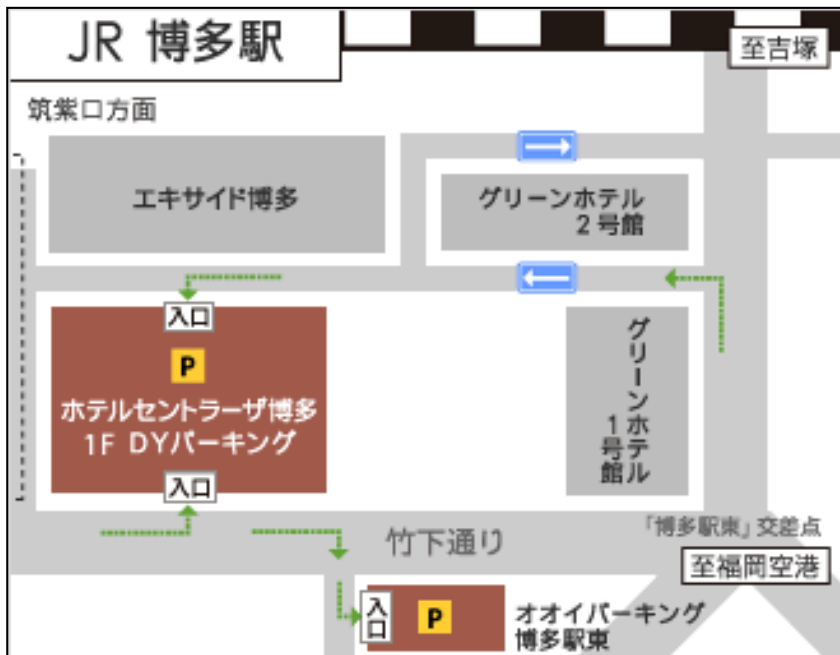 JR 博多駅
至吉塚
筑紫口方面
エキサイド博多
グリーンホテル
2号館
入口
P
ホテルセントラーザ博多
1F DYパーキング
入口
グリーンホテル
1号館
竹下通り
「博多駅東」交差点
至福岡空港
入口
P
オオイパーキング
博多駅東